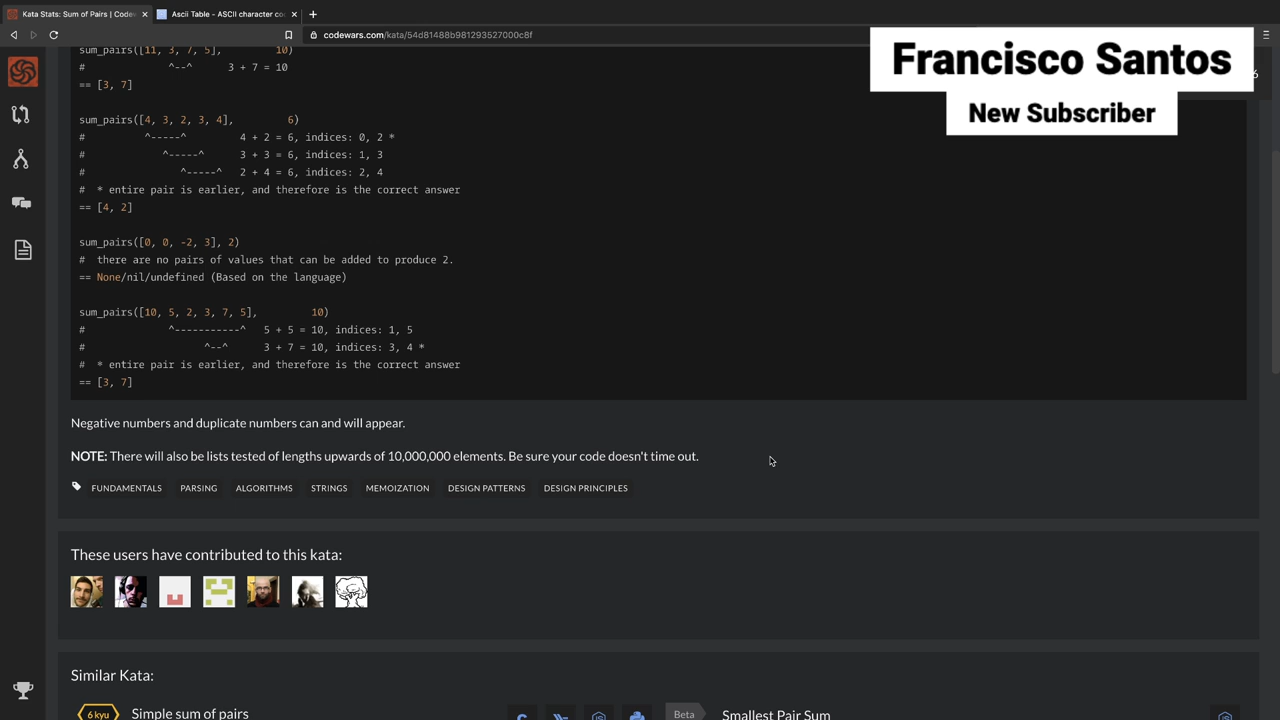 Kata Stats: Sum of Pairs | Codew
Ascii Table - ASCII character co
codewars.com/kata/54d81488b981293527000c8f
Francisco Santos
New Subscriber
6
sum_pairs([11, 3, 7, 5], 10)
# ^--^ 3 + 7 = 10
== [3, 7]
sum_pairs([4, 3, 2, 3, 4], 6)
# ^-----^ 4 + 2 = 6, indices: 0, 2 *
# ^-----^ 3 + 3 = 6, indices: 1, 3
# ^-----^ 2 + 4 = 6, indices: 2, 4
# * entire pair is earlier, and therefore is the correct answer
== [4, 2]
sum_pairs([0, 0, -2, 3], 2)
# there are no pairs of values that can be added to produce 2.
== None/nil/undefined (Based on the language)
sum_pairs([10, 5, 2, 3, 7, 5], 10)
# ^-----------^ 5 + 5 = 10, indices: 1, 5
# ^--^ 3 + 7 = 10, indices: 3, 4 *
# * entire pair is earlier, and therefore is the correct answer
== [3, 7]
Negative numbers and duplicate numbers can and will appear.
NOTE: There will also be lists tested of lengths upwards of 10,000,000 elements. Be sure your code doesn't time out.
FUNDAMENTALS PARSING ALGORITHMS STRINGS MEMOIZATION DESIGN PATTERNS DESIGN PRINCIPLES
These users have contributed to this kata:
Similar Kata:
6 kyu Simple sum of pairs
Beta Smallest Pair Sum